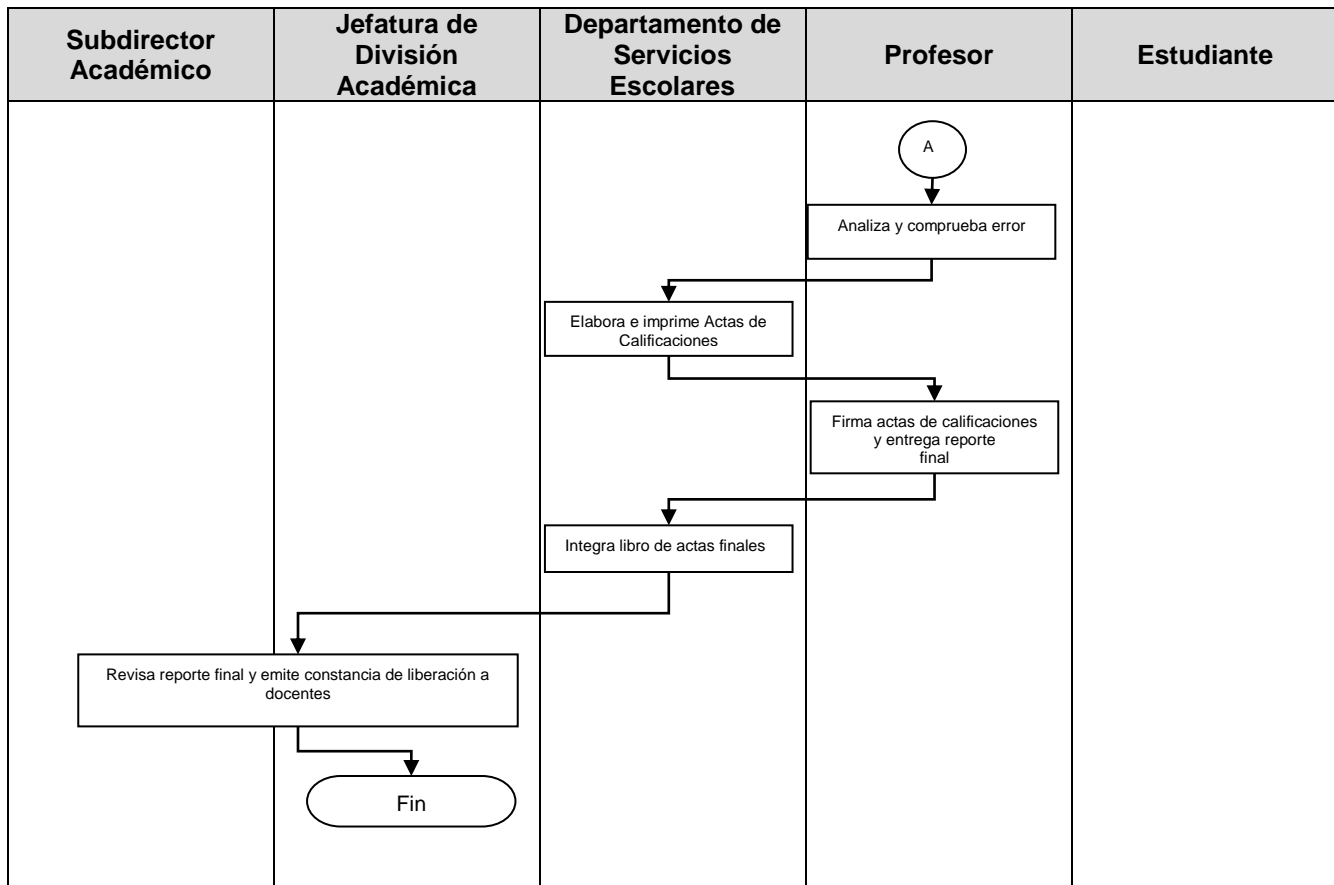 Subdirector
Académico
Jefatura de
División
Académica
Departamento de
Servicios
Escolares
Profesor
Estudiante
A
Analiza y comprueba error
Elabora e imprime Actas de
Calificaciones
Firma actas de calificaciones
y entrega reporte
final
Integra libro de actas finales
Revisa reporte final y emite constancia de liberación a
docentes
Fin